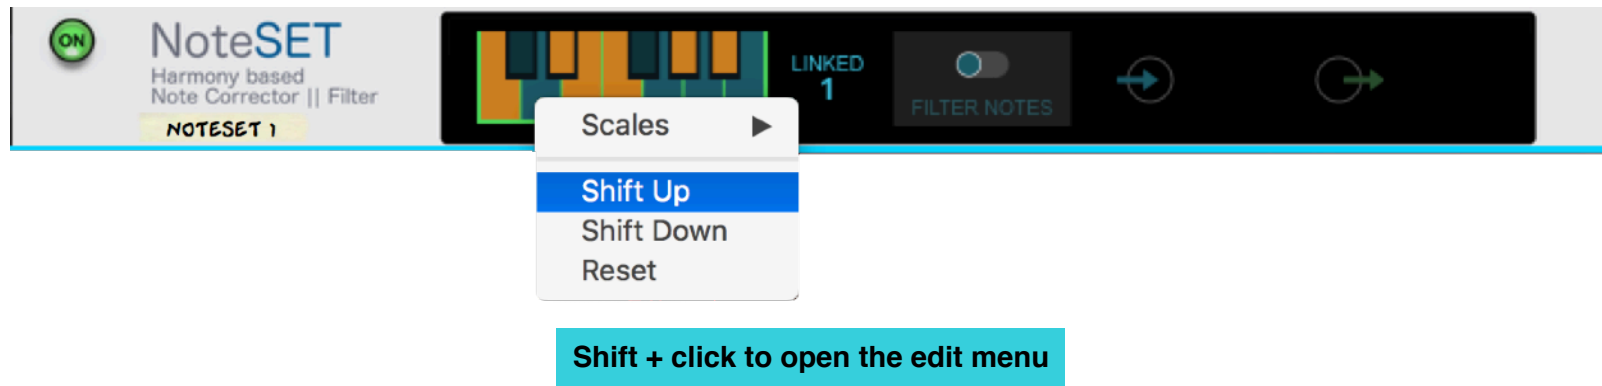 ON
NoteSET
Harmony based
Note Corrector || Filter
NOTESET 1
LINKED
1
FILTER NOTES
Scales
Shift Up
Shift Down
Reset
Shift + click to open the edit menu